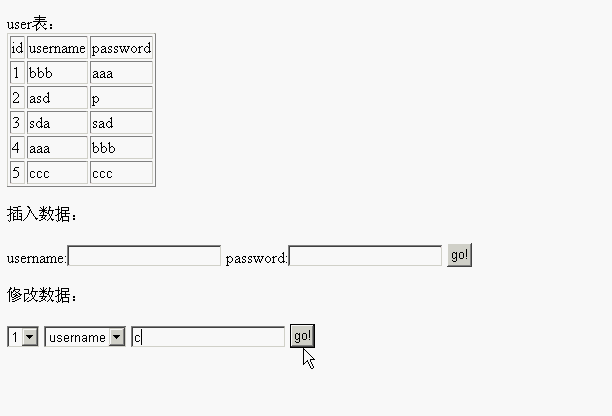 user表:
id username password
1 bbb aaa
2 asd p
3 sda sad
4 aaa bbb
5 ccc ccc
插入数据:
username: password: go!
修改数据:
1 username c go!